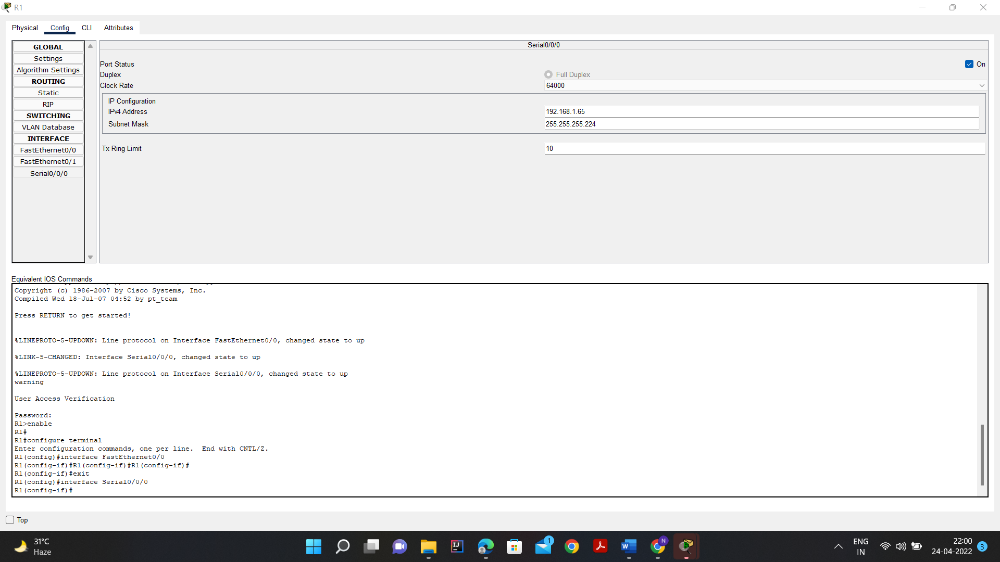 R1
Physical Config CLI Attributes
GLOBAL
Settings
Algorithm Settings
ROUTING
Static
RIP
SWITCHING
VLAN Database
INTERFACE
FastEthernet0/0
FastEthernet0/1
Serial0/0/0
Serial0/0/0
Port Status On
Duplex Full Duplex
Clock Rate 64000
IP Configuration
IPv4 Address 192.168.1.65
Subnet Mask 255.255.255.224
Tx Ring Limit 10
Equivalent IOS Commands
Copyright (c) 1986-2007 by Cisco Systems, Inc.
Compiled Wed 18-Jul-07 04:52 by pt_team
Press RETURN to get started!
%LINEPROTO-5-UPDOWN: Line protocol on Interface FastEthernet0/0, changed state to up
%LINK-5-CHANGED: Interface Serial0/0/0, changed state to up
%LINEPROTO-5-UPDOWN: Line protocol on Interface Serial0/0/0, changed state to up
warning
User Access Verification
Password:
R1>enable
R1#
R1#configure terminal
Enter configuration commands, one per line.  End with CNTL/Z.
R1(config)#interface FastEthernet0/0
R1(config-if)#R1(config-if)#R1(config-if)#
R1(config-if)#exit
R1(config)#interface Serial0/0/0
R1(config-if)#
Top
31°C
Haze
IJ
1
W
N
ENG
IN
22:00
24-04-2022
3